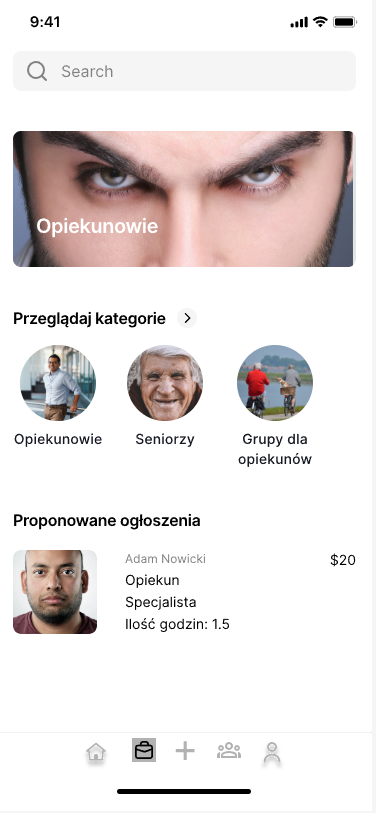 9:41
Search
Opiekunowie
Przeglądaj kategorie
Opiekunowie
Seniorzy
Grupy dla
opiekunów
Proponowane ogłoszenia
Adam Nowicki
$20
Opiekun
Specjalista
Ilość godzin: 1.5